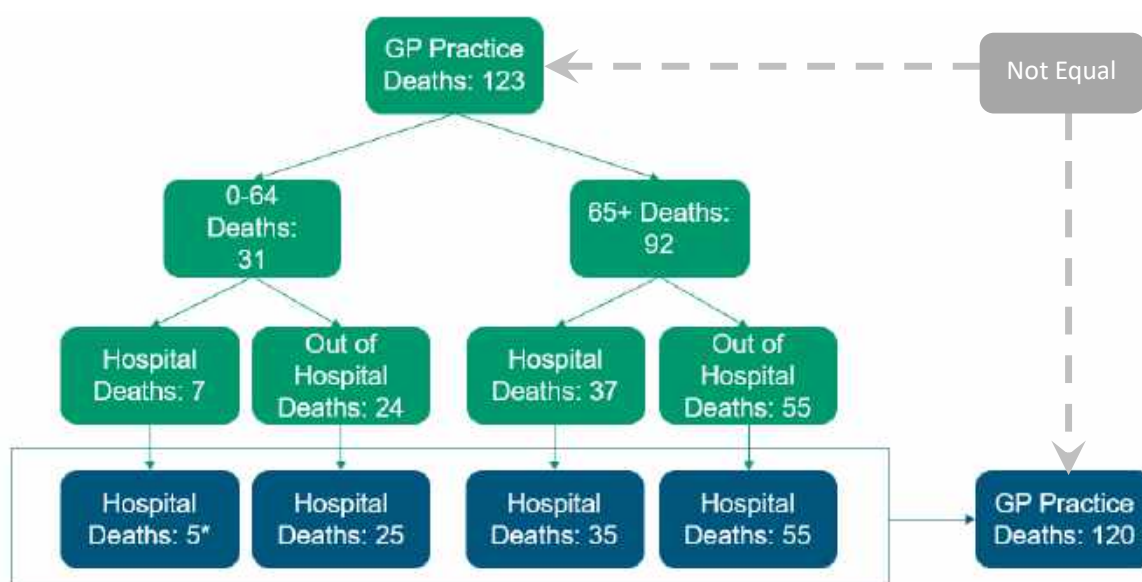 GP Practice
Deaths: 123
Not Equal
0-64
Deaths:
31
65+ Deaths:
92
Hospital
Deaths: 7
Out of
Hospital
Deaths: 24
Hospital
Deaths: 37
Out of
Hospital
Deaths: 55
Hospital
Deaths: 5*
Hospital
Deaths: 25
Hospital
Deaths: 35
Hospital
Deaths: 55
GP Practice
Deaths: 120